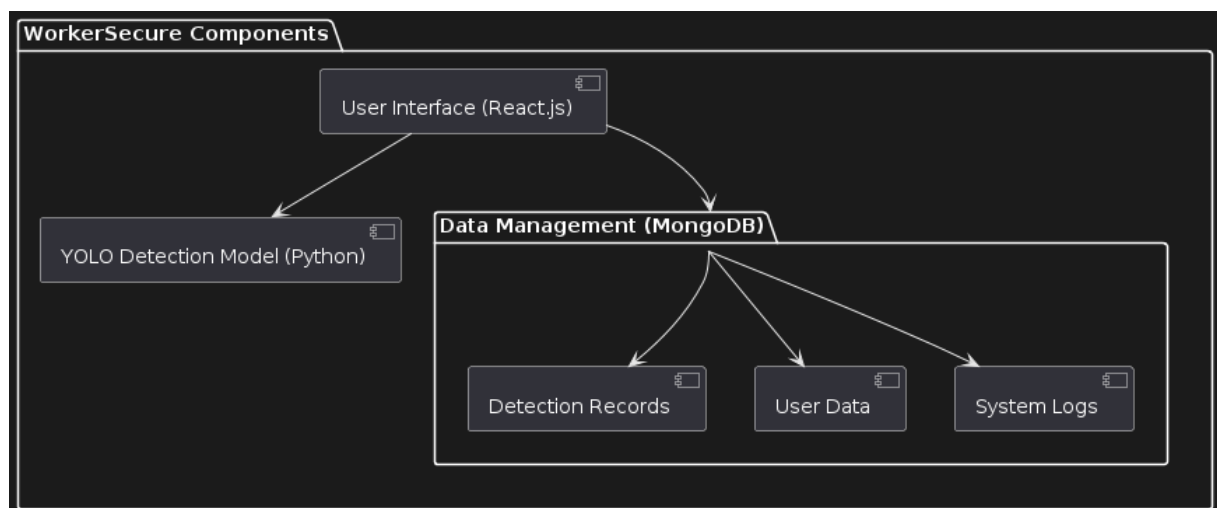 WorkerSecure Components
User Interface (React.js)
YOLO Detection Model (Python)
Data Management (MongoDB)
Detection Records
User Data
System Logs